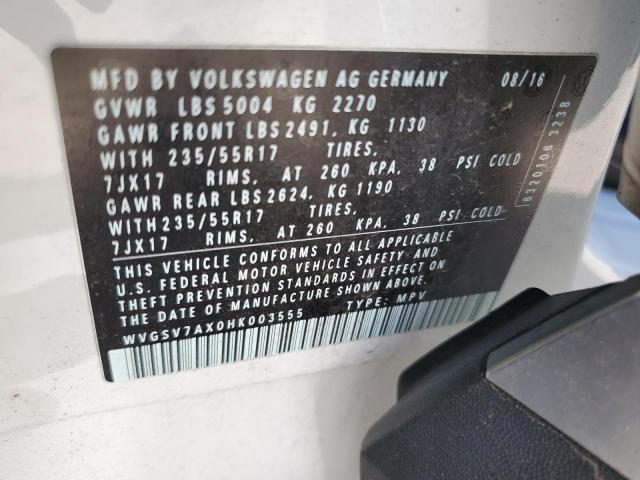 MFD BY VOLKSWAGEN AG GERMANY 08/16
GVWR LBS 5004 KG 2270
GAWR FRONT LBS 2491, KG 1130
WITH 235/55R17 TIRES,
7JX17 RIMS, AT 260 KPA, 38 PSI COLD
GAWR REAR LBS 2624, KG 1190
WITH 235/55R17 TIRES,
7JX17 RIMS, AT 260 KPA, 38 PSI COLD
THIS VEHICLE CONFORMS TO ALL APPLICABLE
U.S. FEDERAL MOTOR VEHICLE SAFETY AND
THEFT PREVENTION STANDARDS IN EFFECT ON
THE DATE OF MANUFACTURE SHOWN ABOVE.
WVGSV7AX0HK003555 TYPE: MPV
6320106 3238